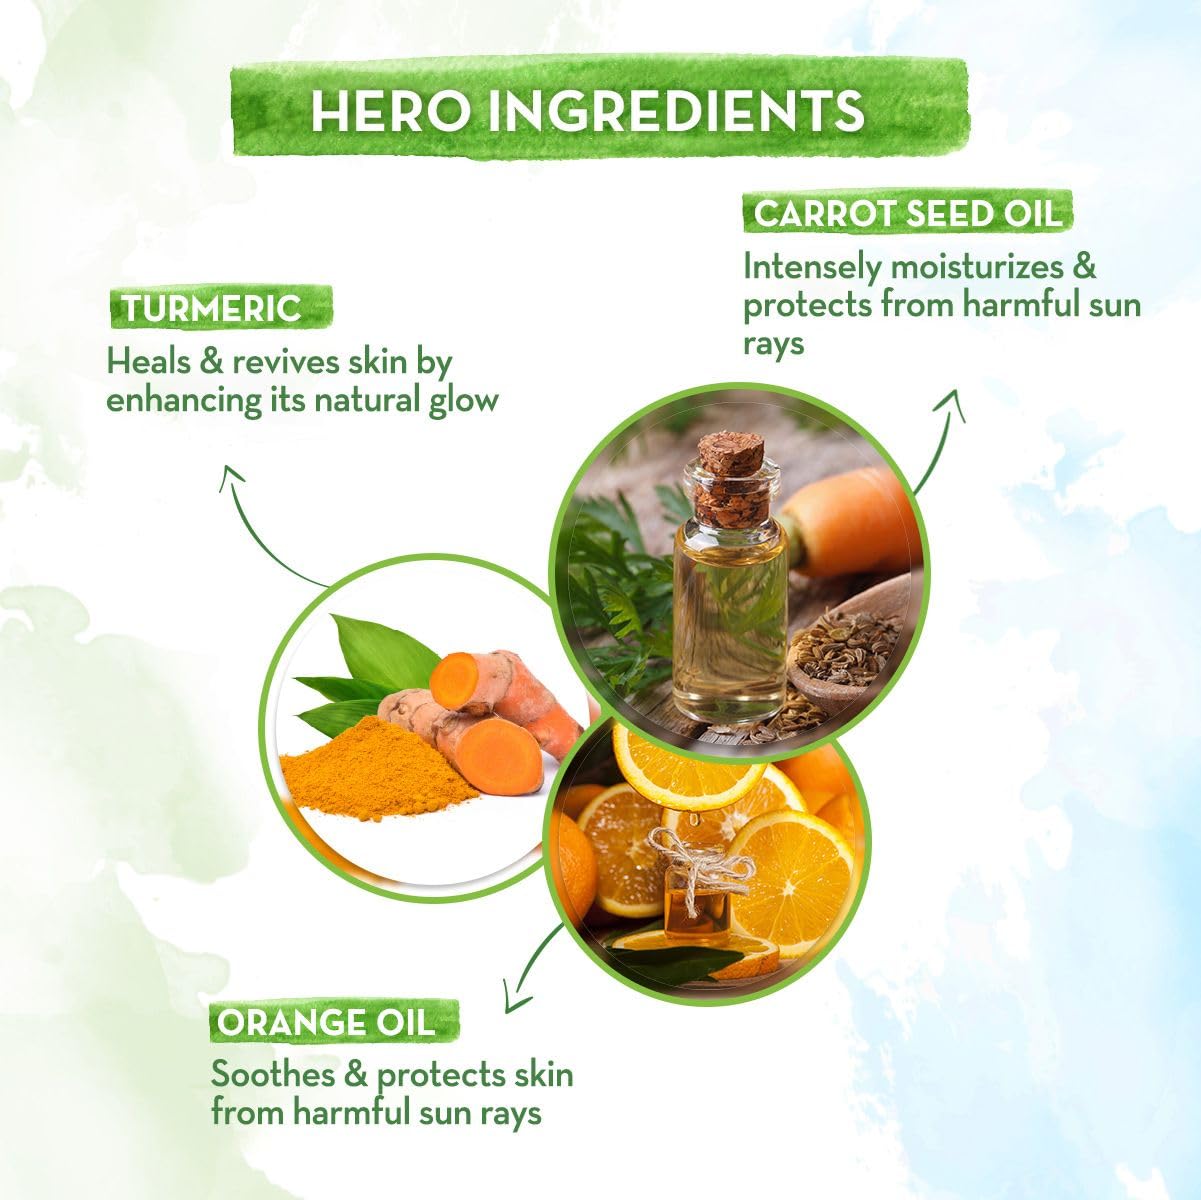 HERO INGREDIENTS
CARROT SEED OIL
Intensely moisturizes &
protects from harmful sun
rays
TURMERIC
Heals & revives skin by
enhancing its natural glow
ORANGE OIL
Soothes & protects skin
from harmful sun rays